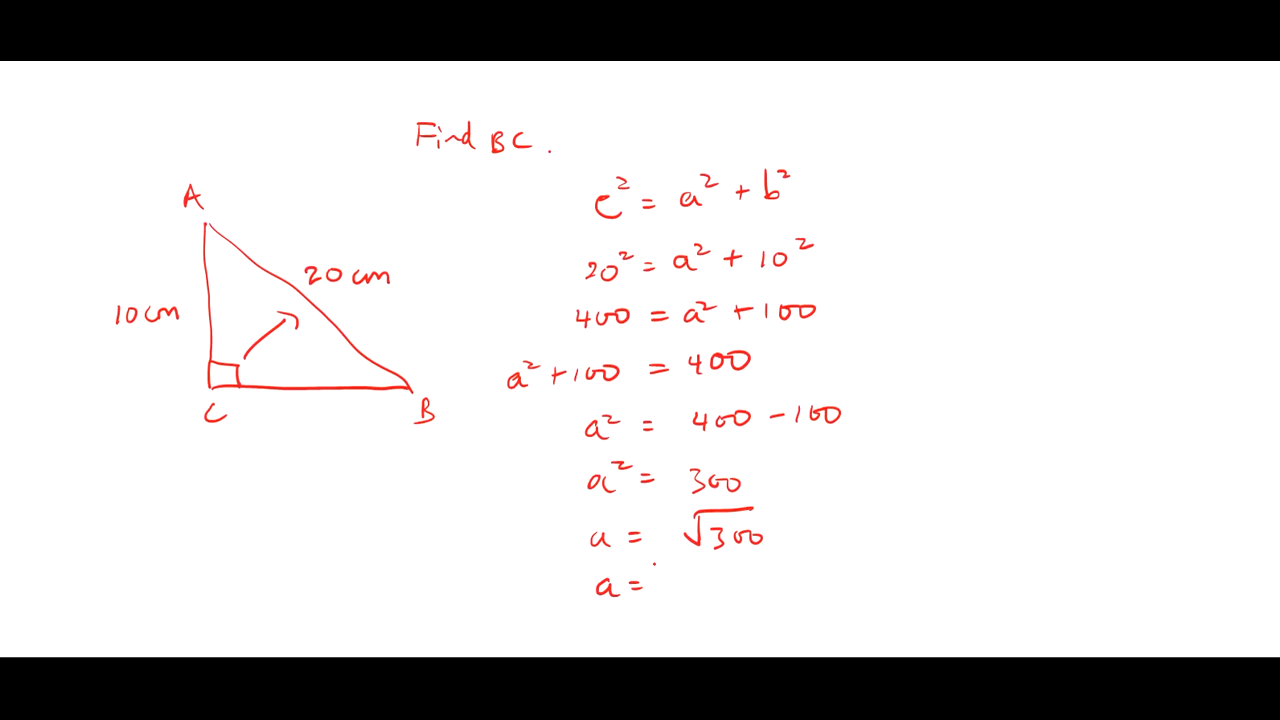 Find BC.
A
20 cm
10 cm
C
B
c² = a² + b²
20² = a² + 10²
400 = a² + 100
a² + 100 = 400
a² = 400 - 100
a² = 300
a = √300
a =